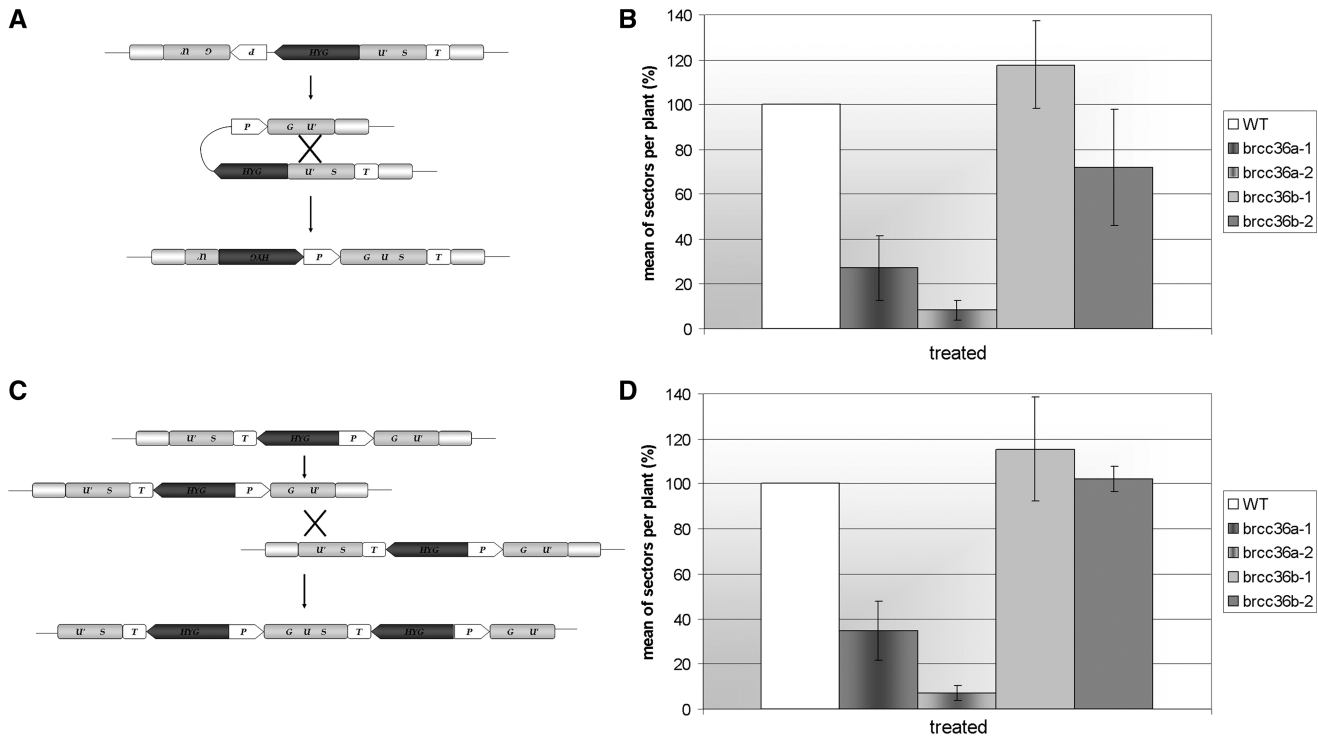 A
U' G P HYG U' S T
P G U'
HYG U' S T
U' HYG P G U S T
B
mean of sectors per plant (%)
140
120
100
80
60
40
20
0
treated
WT
brcc36a-1
brcc36a-2
brcc36b-1
brcc36b-2
C
U' S T HYG P G U'
U' S T HYG P G U'
U' S T HYG P G U'
U' S T HYG P G U S T HYG P G U'
D
mean of sectors per plant (%)
140
120
100
80
60
40
20
0
treated
WT
brcc36a-1
brcc36a-2
brcc36b-1
brcc36b-2